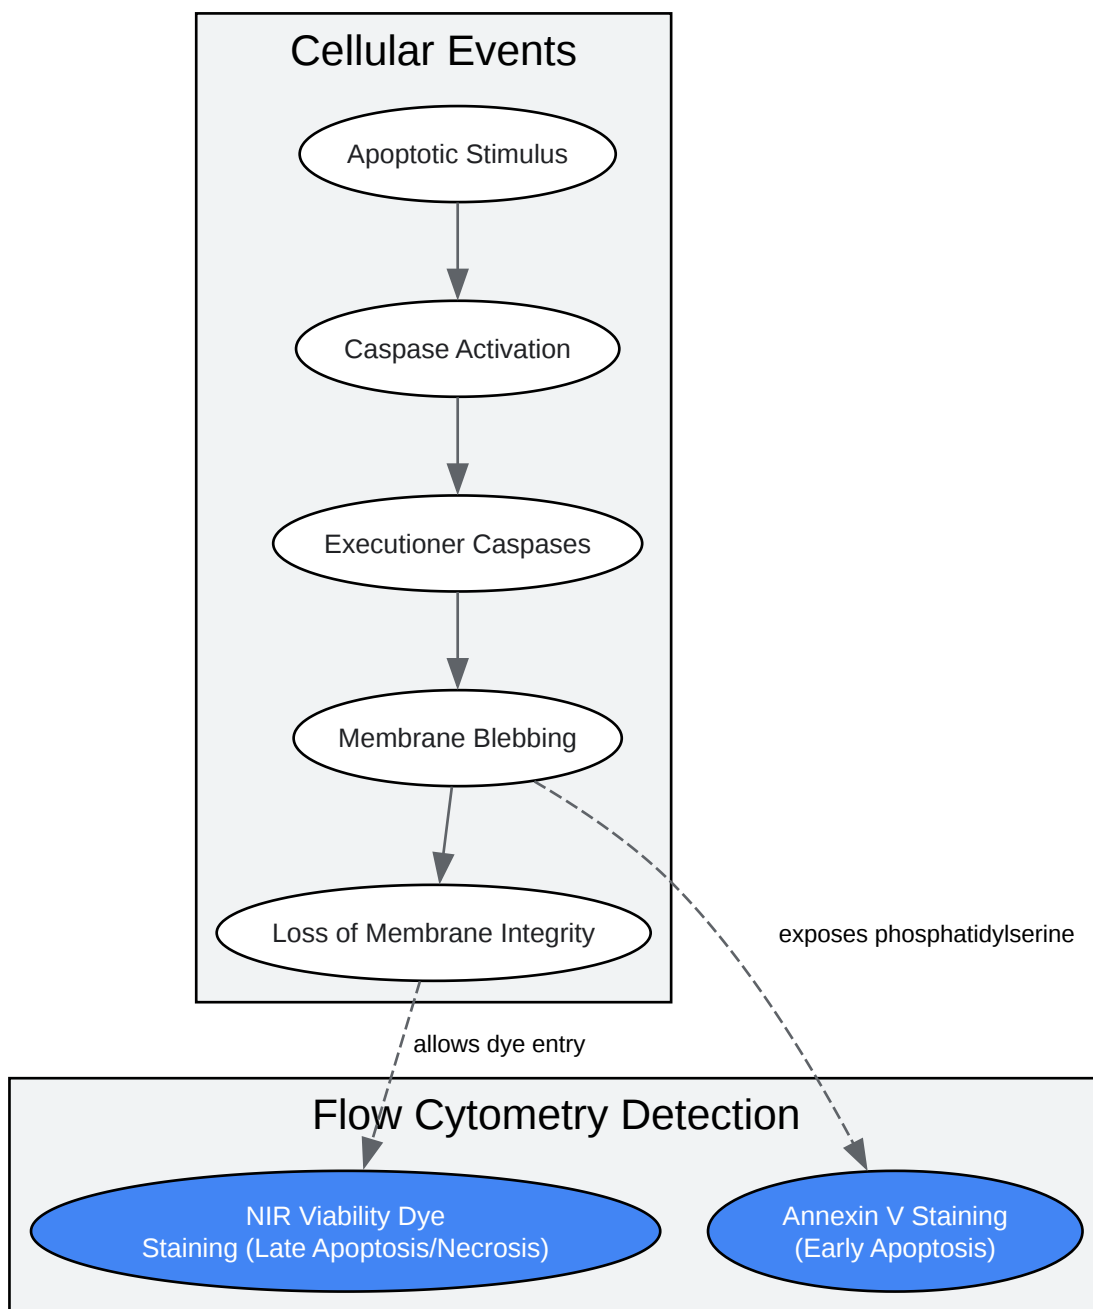 Cellular Events
Apoptotic Stimulus
Caspase Activation
Executioner Caspases
Membrane Blebbing
Loss of Membrane Integrity
exposes phosphatidylserine
allows dye entry
Flow Cytometry Detection
NIR Viability Dye
Staining (Late Apoptosis/Necrosis)
Annexin V Staining
(Early Apoptosis)